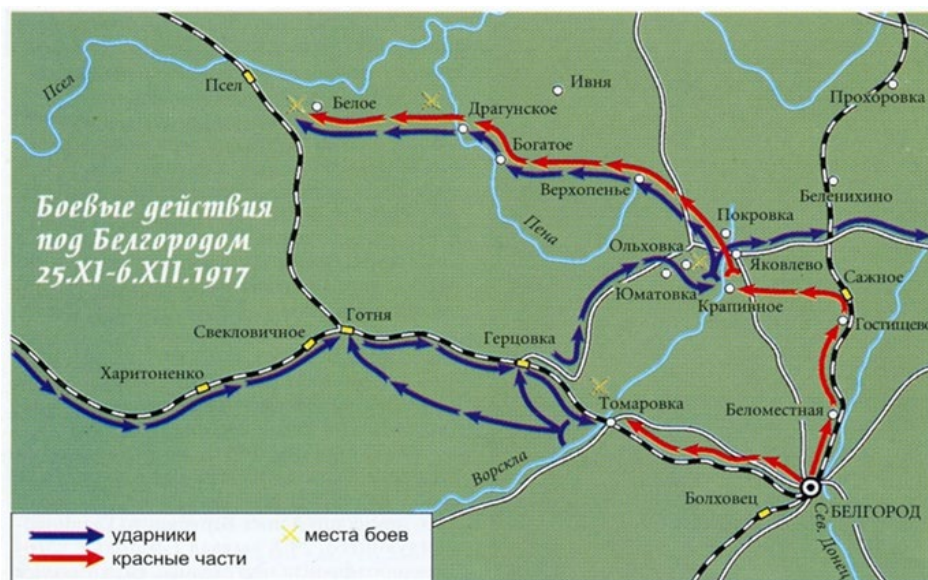 Псел
Псел
Белое
Драгунское
Ивня
Прохоровка
Богатое
Верхопенье
Беленихино
Боевые действия
под Белгородом
25.XI-6.XII.1917
Пена
Покровка
Ольховка
Яковлево
Сажное
Юматовка
Крапивное
Гостищево
Готня
Свекловичное
Герцовка
Харитоненко
Томаровка
Беломестная
Ворскла
Болховец
БЕЛГОРОД
Сев. Донец
ударники
места боев
красные части